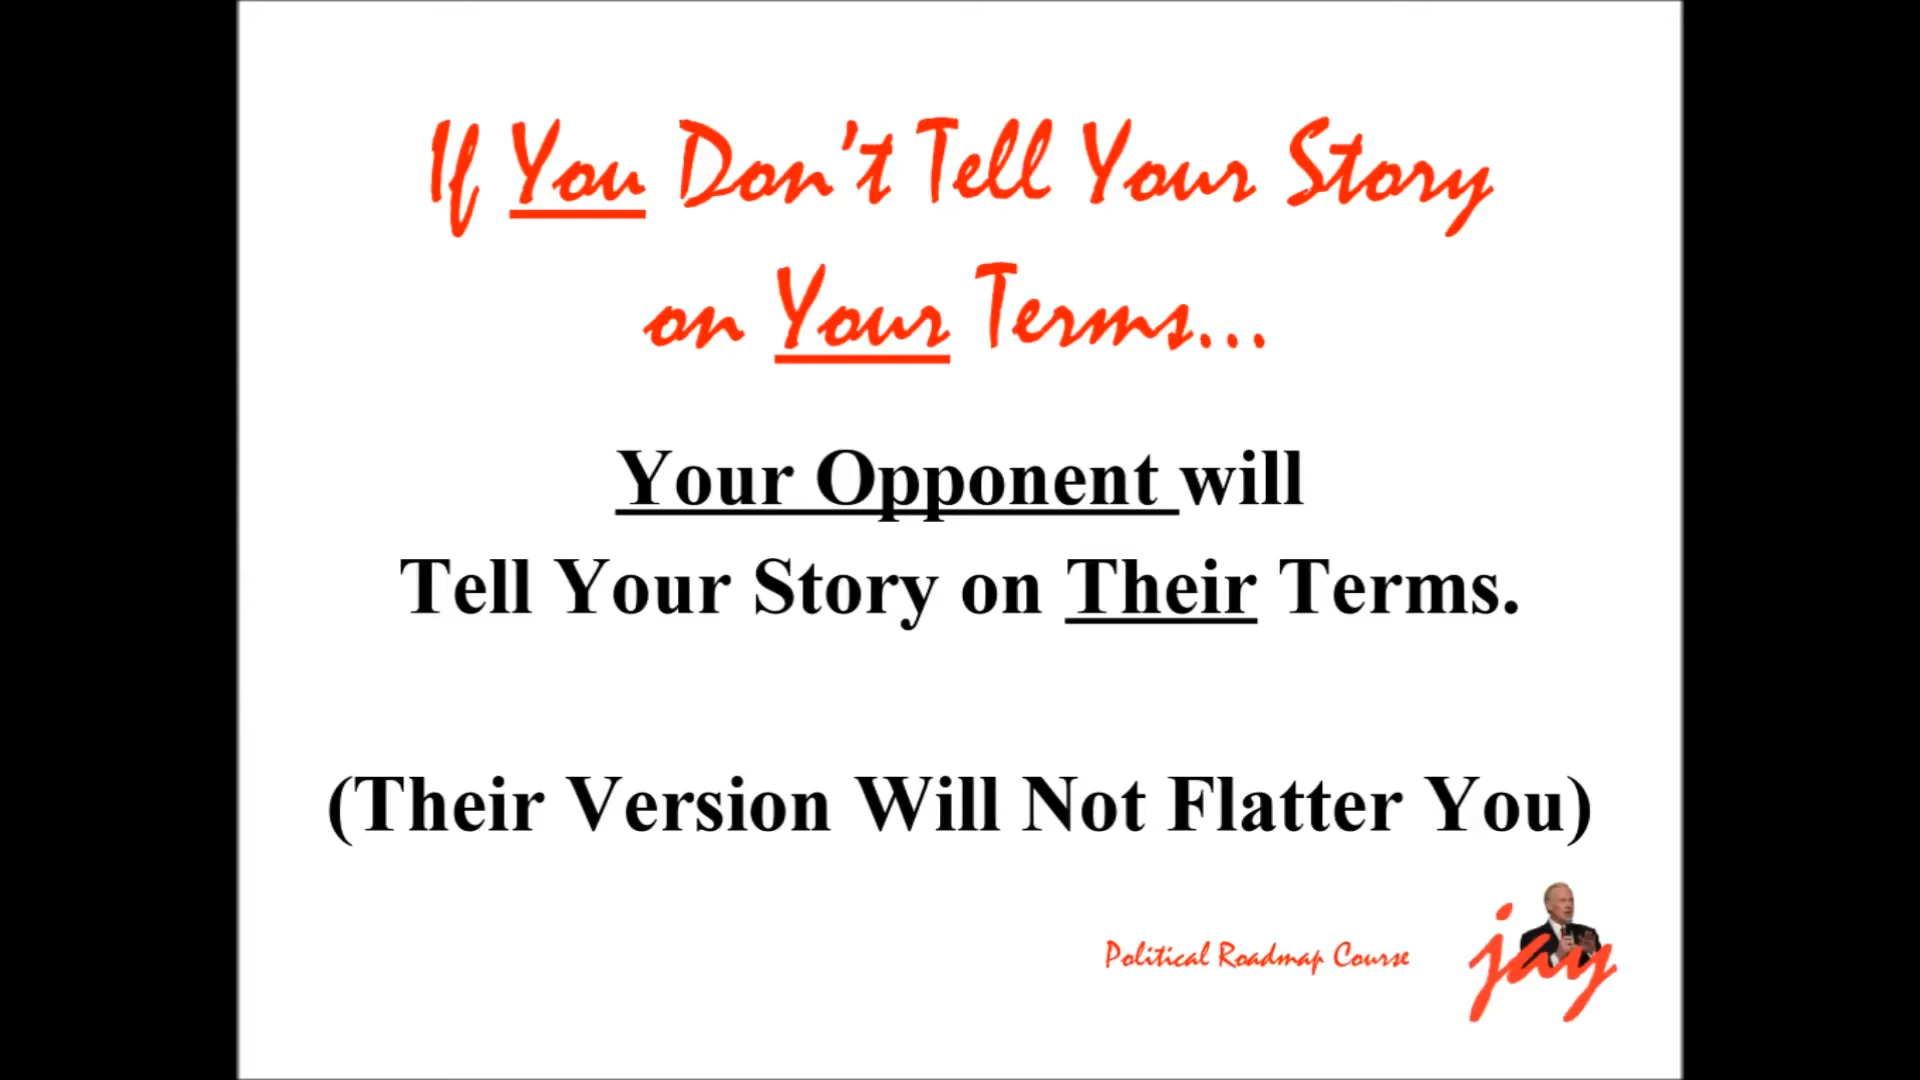 If You Don't Tell Your Story
on Your Terms...
Your Opponent will
Tell Your Story on Their Terms.
(Their Version Will Not Flatter You)
Political Roadmap Course
jay